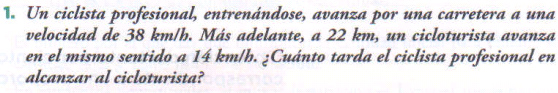 1. Un ciclista profesional, entrenándose, avanza por una carretera a una
velocidad de 38 km/h. Más adelante, a 22 km, un cicloturista avanza
en el mismo sentido a 14 km/h. ¿Cuánto tarda el ciclista profesional en
alcanzar al cicloturista?